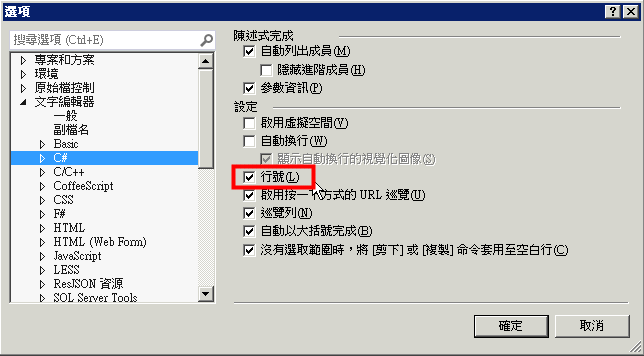 選項
搜尋選項 (Ctrl+E)
專案和方案
環境
原始檔控制
文字編輯器
一般
副檔名
Basic
C#
C/C++
CoffeeScript
CSS
F#
HTML
HTML (Web Form)
JavaScript
LESS
ResJSON 資源
SQL Server Tools
陳述式完成
自動列出成員(M)
隱藏進階成員(H)
參數資訊(P)
設定
啟用虛擬空間(V)
自動換行(W)
顯示自動換行的視覺化圖像(S)
行號(L)
啟用按一下方式的 URL 巡覽(U)
巡覽列(N)
自動以大括號完成(B)
沒有選取範圍時，將 [剪下] 或 [複製] 命令套用至空白行(C)
確定
取消